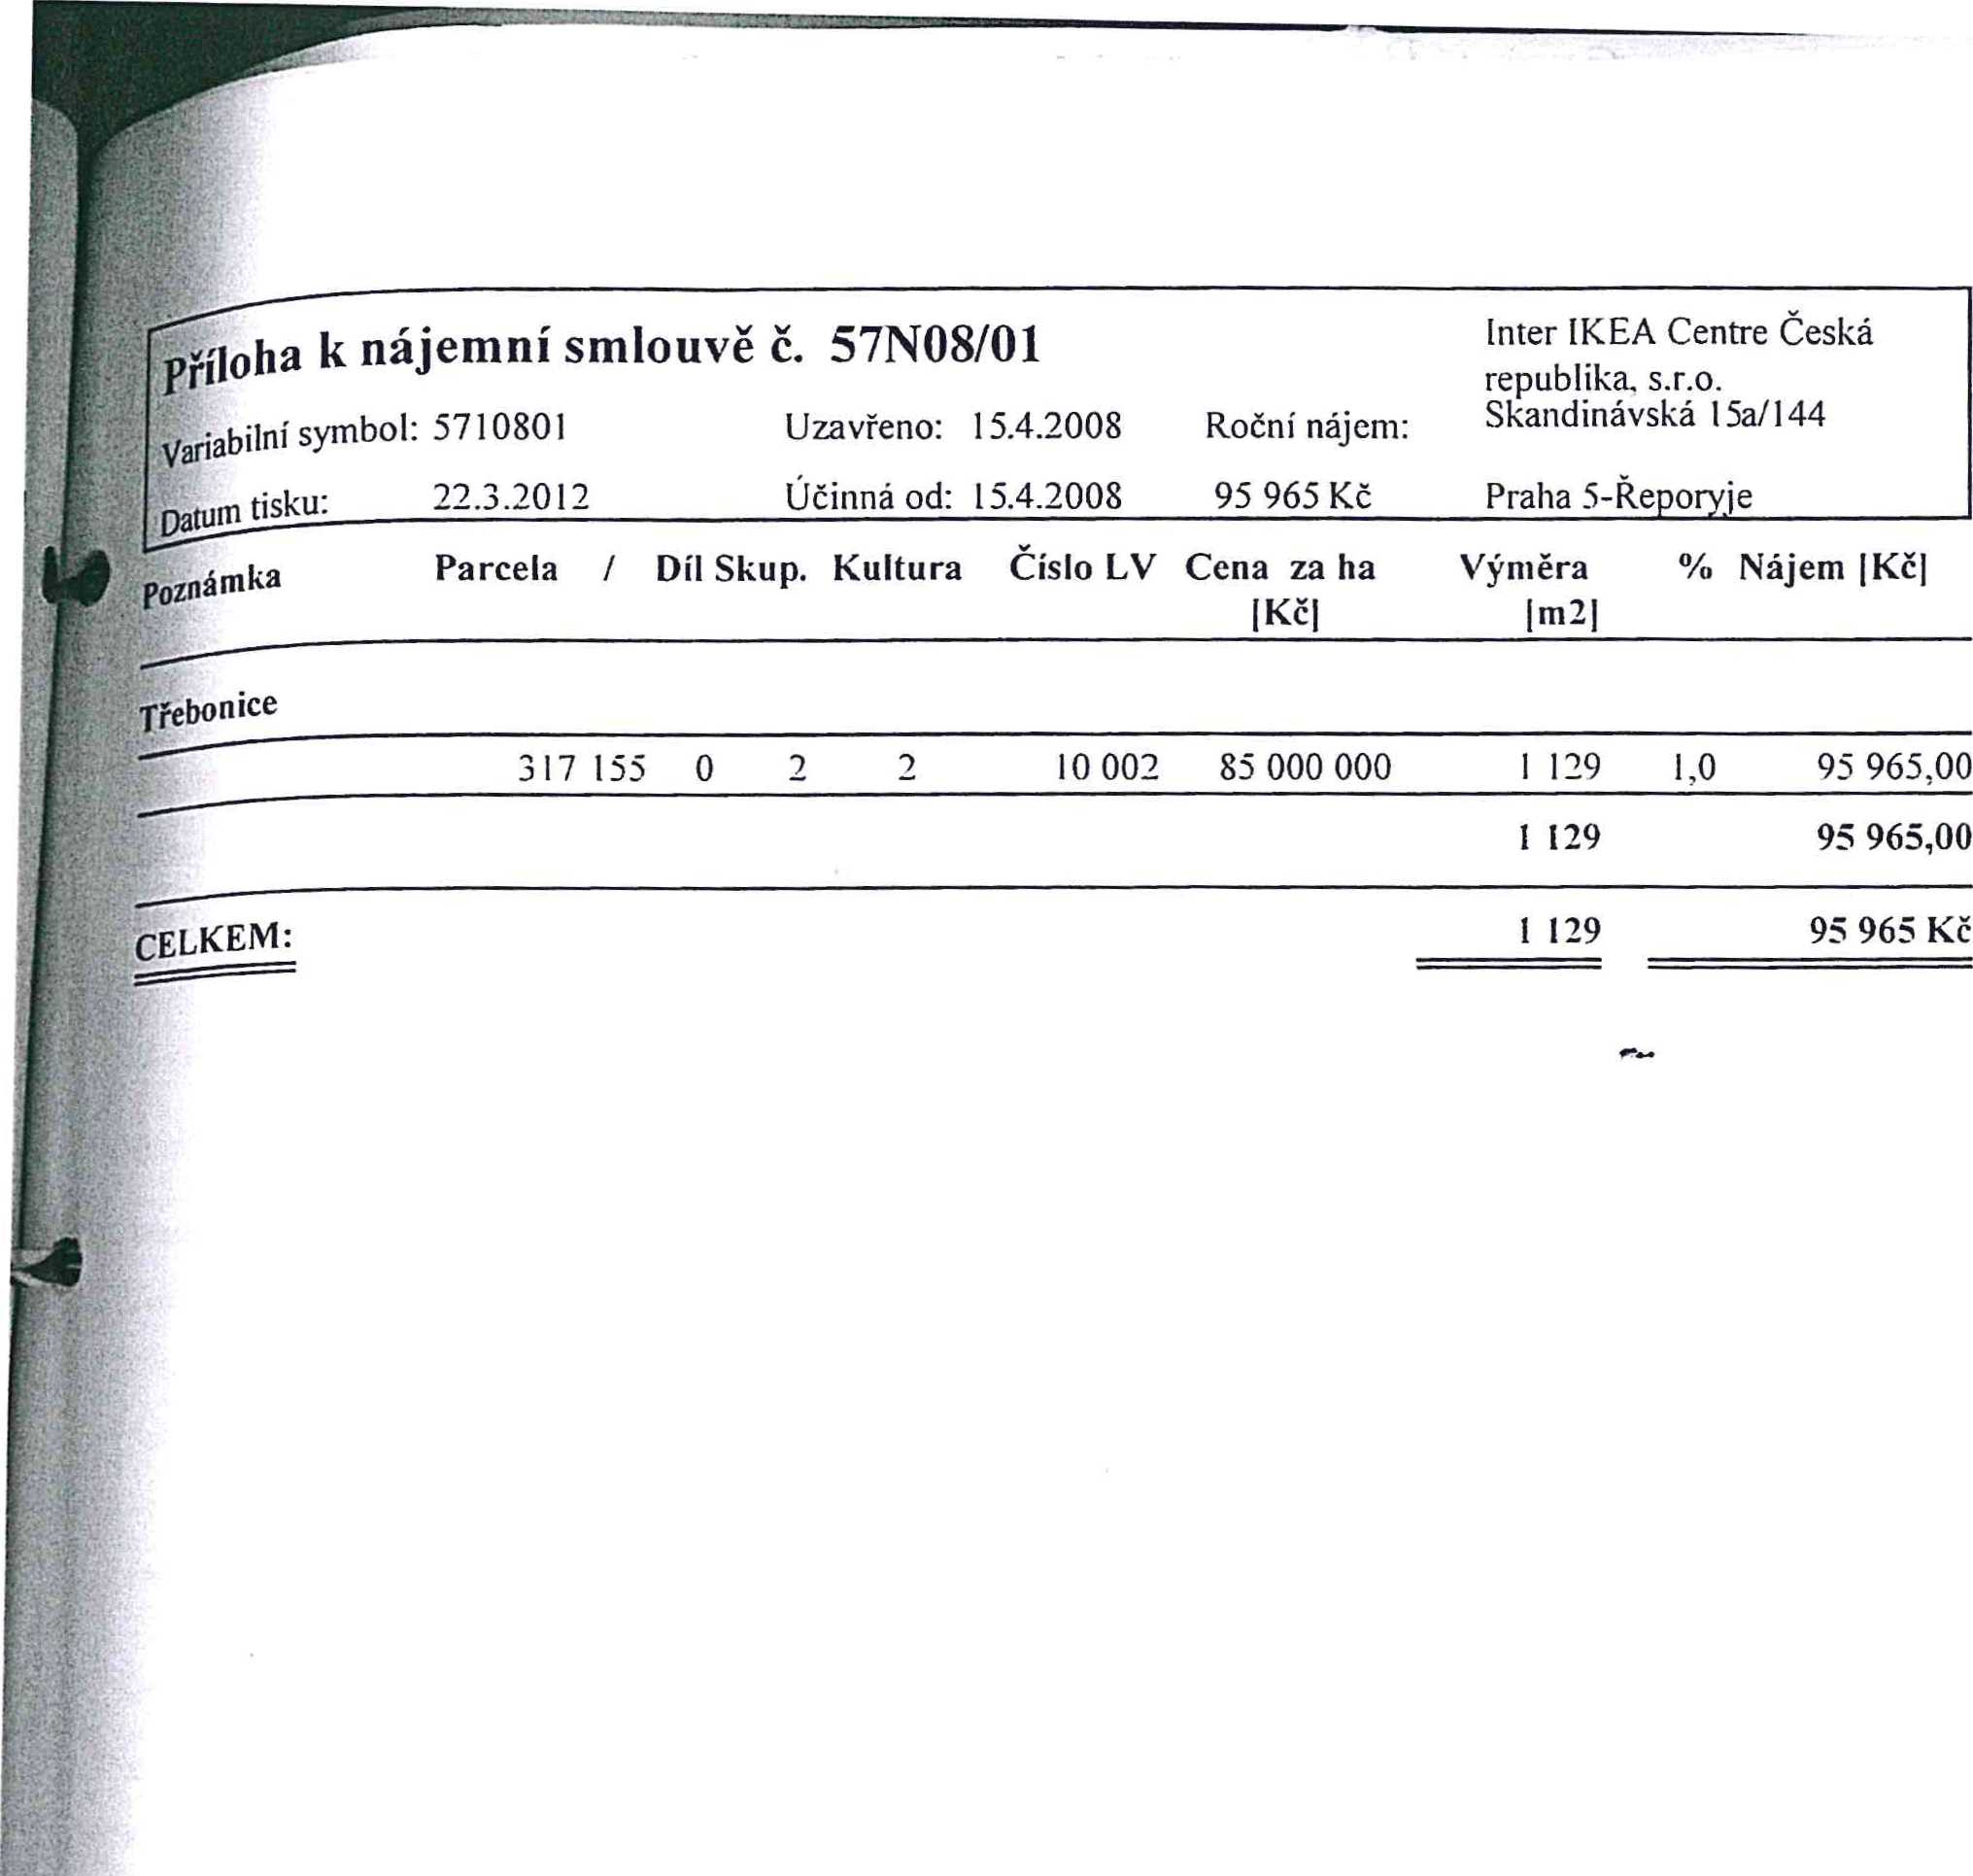 Příloha k nájemní smlouvě č. 57N08/01
Inter IKEA Centre Česká
republika, s.r.o.
Variabilní symbol: 5710801 Uzavřeno: 15.4.2008 Roční nájem: Skandinávská 15a/144
Datum tisku: 22.3.2012 Účinná od: 15.4.2008 95 965 Kč Praha 5-Řeporyje
Poznámka Parcela / Díl Skup. Kultura Číslo LV Cena za ha Výměra % Nájem [Kč]
[Kč] [m2]
Třebonice
317 155 0 2 2 10 002 85 000 000 1 129 1,0 95 965,00
1 129 95 965,00
CELKEM: 1 129 95 965 Kč